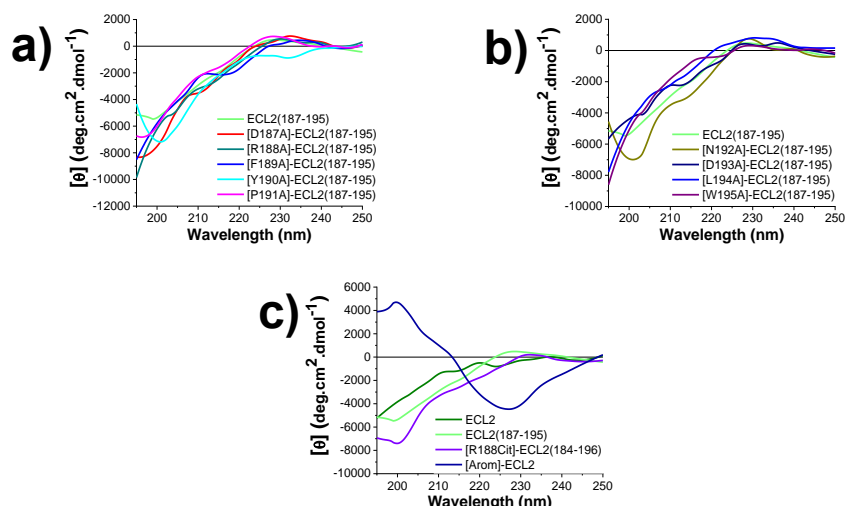 a)
[θ] (deg.cm².dmol⁻¹)
2000
0
-2000
-4000
-6000
-8000
-10000
-12000
ECL2(187-195)
[D187A]-ECL2(187-195)
[R188A]-ECL2(187-195)
[F189A]-ECL2(187-195)
[Y190A]-ECL2(187-195)
[P191A]-ECL2(187-195)
200 210 220 230 240 250
Wavelength (nm)
b)
[θ] (deg.cm².dmol⁻¹)
4000
2000
0
-2000
-4000
-6000
-8000
-10000
ECL2(187-195)
[N192A]-ECL2(187-195)
[D193A]-ECL2(187-195)
[L194A]-ECL2(187-195)
[W195A]-ECL2(187-195)
200 210 220 230 240 250
Wavelength (nm)
c)
[θ] (deg.cm².dmol⁻¹)
6000
4000
2000
0
-2000
-4000
-6000
-8000
-10000
ECL2
ECL2(187-195)
[R188Cit]-ECL2(184-196)
[Arom]-ECL2
200 210 220 230 240 250
Wavelength (nm)